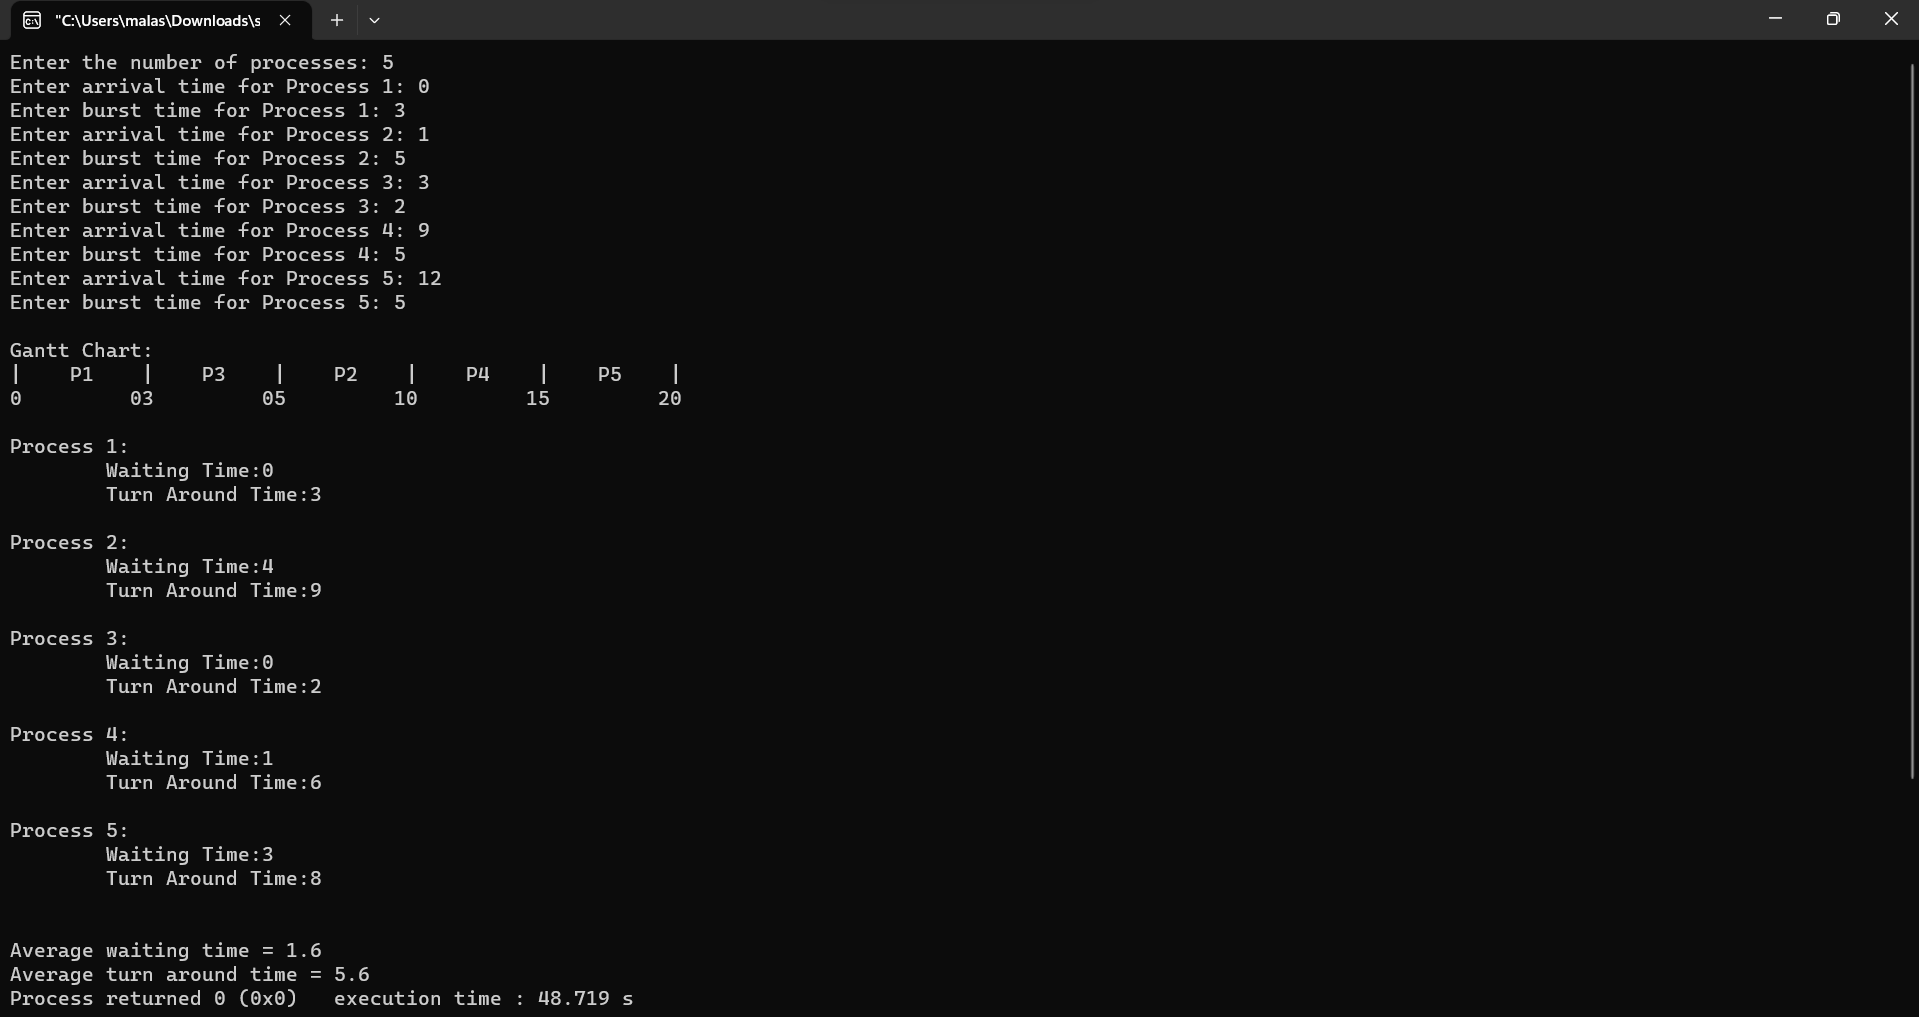 "C:\Users\malas\Downloads\s
Enter the number of processes: 5
Enter arrival time for Process 1: 0
Enter burst time for Process 1: 3
Enter arrival time for Process 2: 1
Enter burst time for Process 2: 5
Enter arrival time for Process 3: 3
Enter burst time for Process 3: 2
Enter arrival time for Process 4: 9
Enter burst time for Process 4: 5
Enter arrival time for Process 5: 12
Enter burst time for Process 5: 5

Gantt Chart:
|    P1    |    P3    |    P2    |    P4    |    P5    |
0         03         05         10         15         20

Process 1:
        Waiting Time:0
        Turn Around Time:3

Process 2:
        Waiting Time:4
        Turn Around Time:9

Process 3:
        Waiting Time:0
        Turn Around Time:2

Process 4:
        Waiting Time:1
        Turn Around Time:6

Process 5:
        Waiting Time:3
        Turn Around Time:8


Average waiting time = 1.6
Average turn around time = 5.6
Process returned 0 (0x0)   execution time : 48.719 s